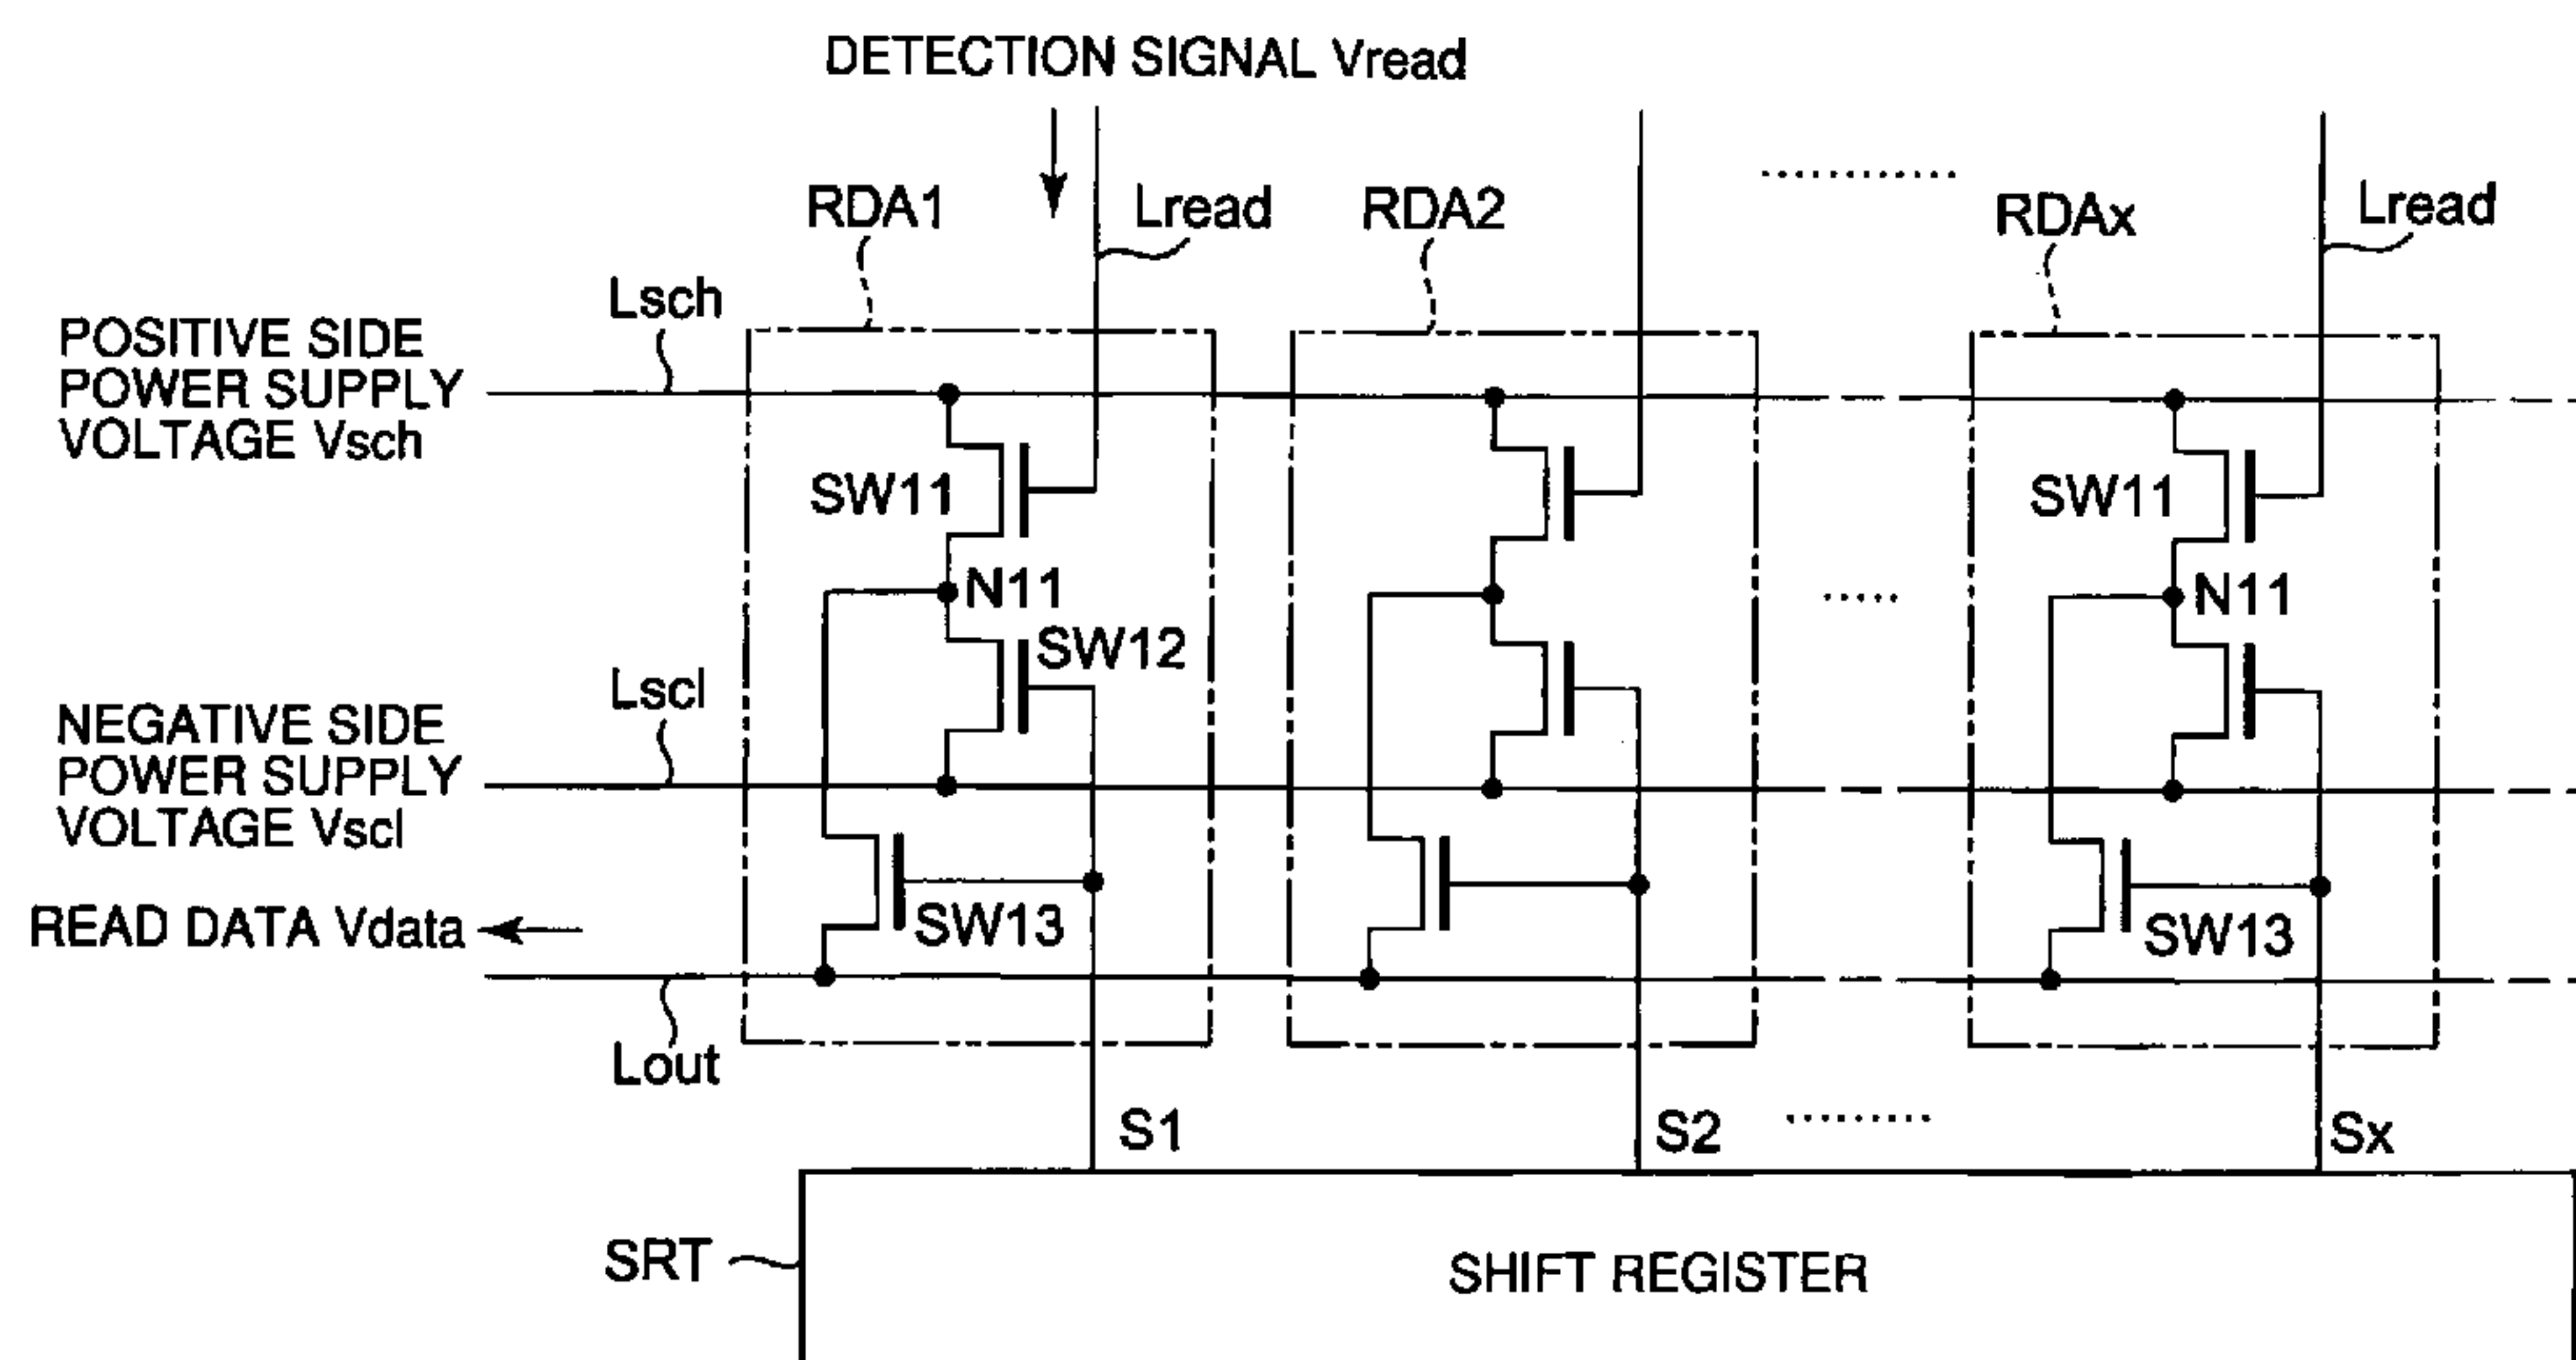 DETECTION SIGNAL Vread
RDA1
Lread
RDA2
RDAx
Lread
Lsch
POSITIVE SIDE
POWER SUPPLY
VOLTAGE Vsch
SW11
SW11
N11
N11
SW12
Lscl
NEGATIVE SIDE
POWER SUPPLY
VOLTAGE Vscl
READ DATA Vdata
SW13
SW13
Lout
S1
S2
Sx
SRT
SHIFT REGISTER